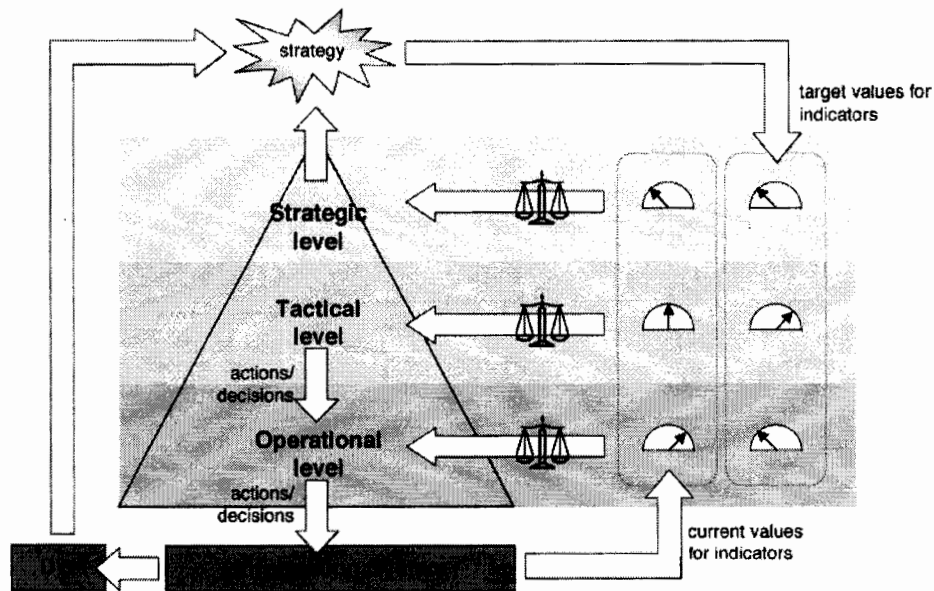 strategy
target values for
indicators
Strategic
level
Tactical
level
actions/
decisions
Operational
level
actions/
decisions
current values
for indicators